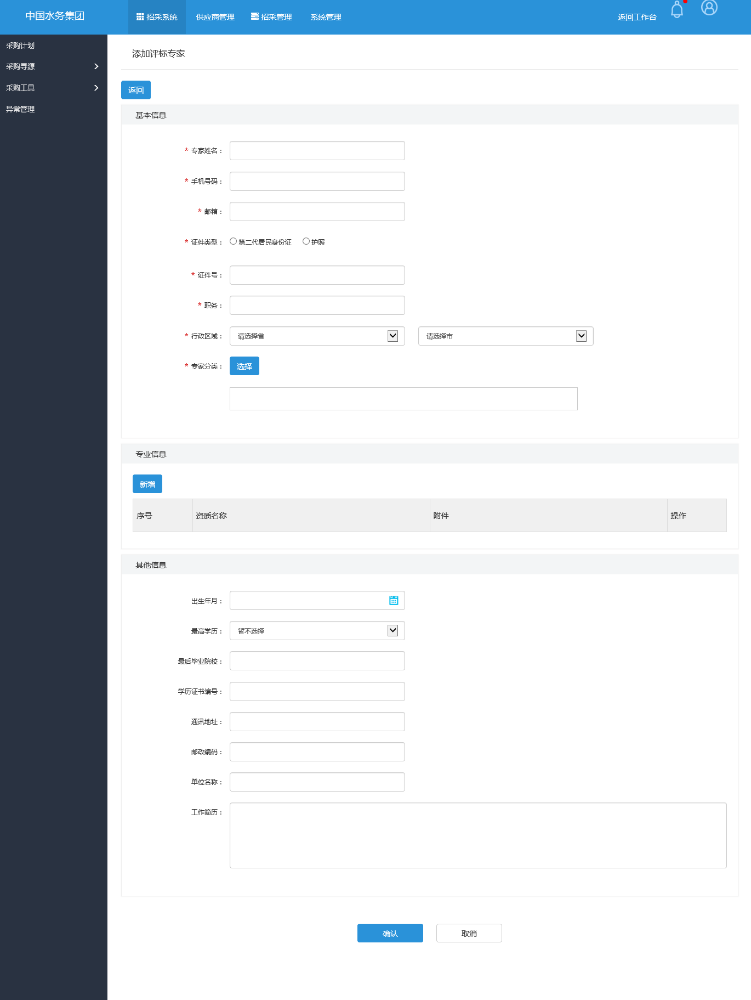 中国水务集团
招采系统 供应商管理 招采管理 系统管理 返回工作台
采购计划
采购寻源
采购工具
异常管理
添加评标专家
返回
基本信息
* 专家姓名：
* 手机号码：
* 邮箱：
* 证件类型： 第二代居民身份证 护照
* 证件号：
* 职务：
* 行政区域： 请选择省 请选择市
* 专家分类： 选择
专业信息
新增
序号 资质名称 附件 操作
其他信息
出生年月：
最高学历： 暂不选择
最后毕业院校：
学历证书编号：
通讯地址：
邮政编码：
单位名称：
工作简历：
确认 取消